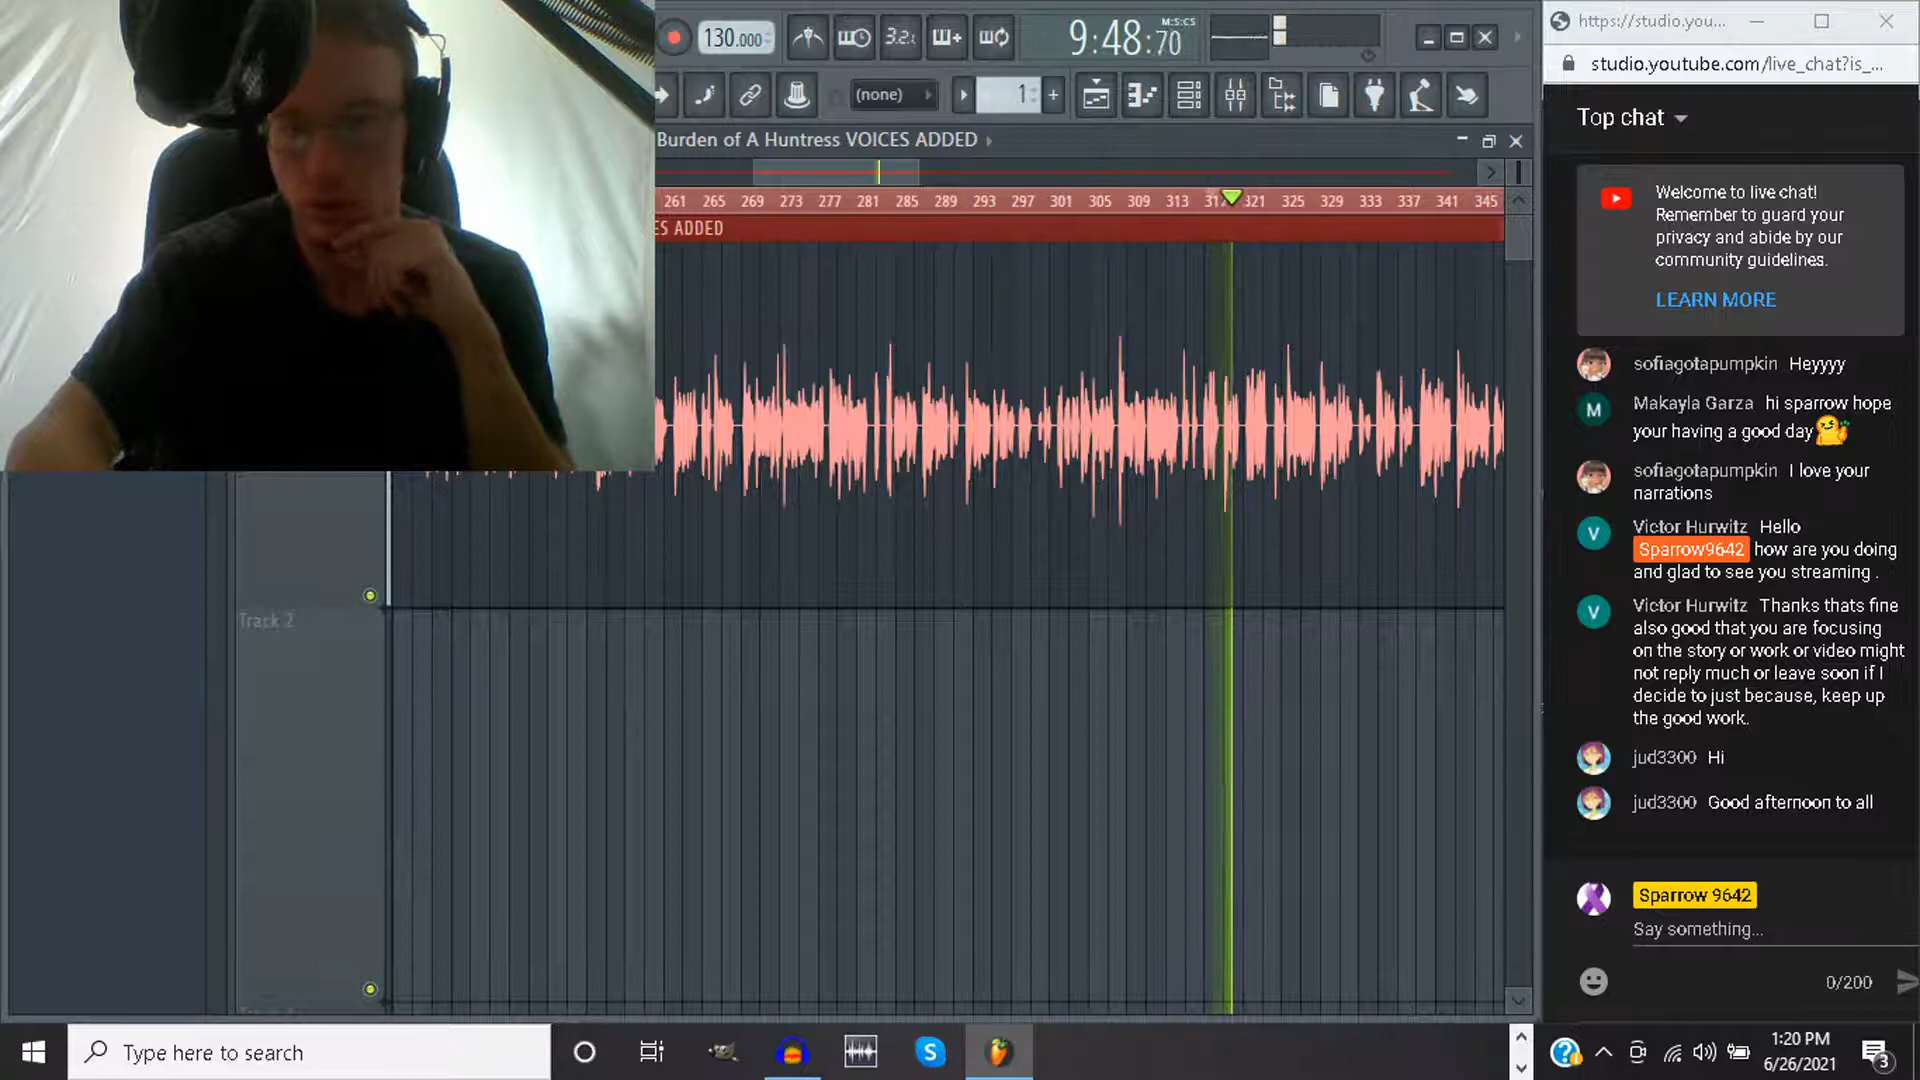 130.000
3.2:
9:48:70
M:S:CS
(none)
1
Burden of A Huntress VOICES ADDED
261 265 269 273 277 281 285 289 293 297 301 305 309 313 317 321 325 329 333 337 341 345
ES ADDED
Track 2
https://studio.you...
studio.youtube.com/live_chat?is_...
Top chat
Welcome to live chat!
Remember to guard your
privacy and abide by our
community guidelines.
LEARN MORE
sofiagotapumpkin Heyyyy
M
Makayla Garza hi sparrow hope
your having a good day
sofiagotapumpkin I love your
narrations
V
Victor Hurwitz Hello
Sparrow9642 how are you doing
and glad to see you streaming .
V
Victor Hurwitz Thanks thats fine
also good that you are focusing
on the story or work or video might
not reply much or leave soon if I
decide to just because, keep up
the good work.
jud3300 Hi
jud3300 Good afternoon to all
Sparrow 9642
Say something...
0/200
Type here to search
1:20 PM
6/26/2021
3